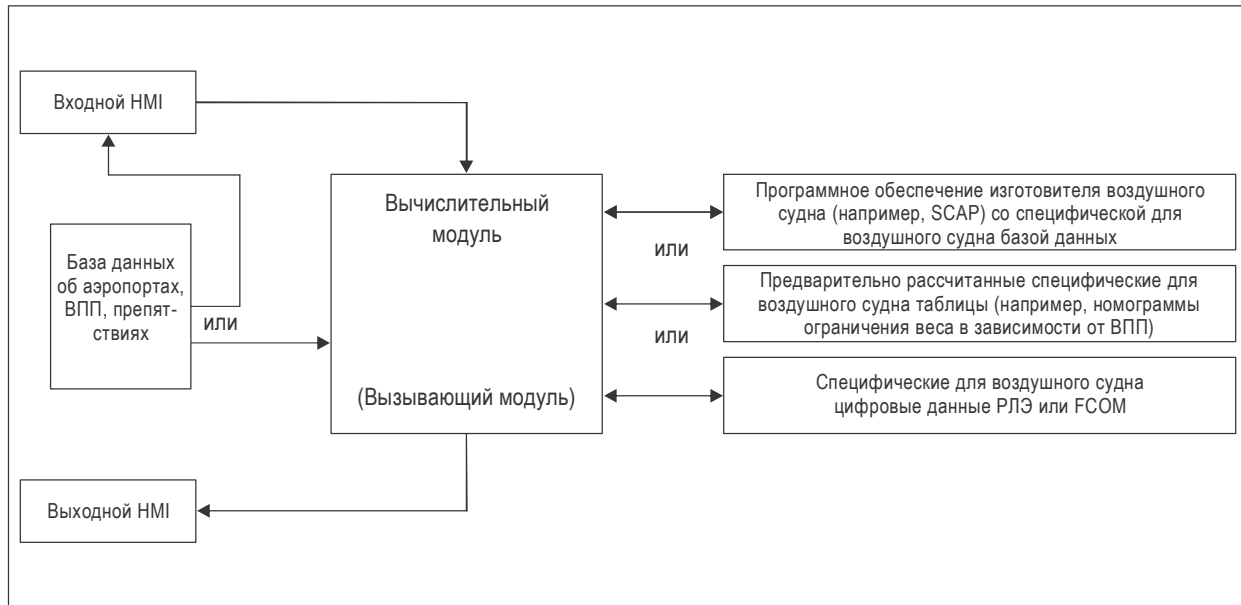 Входной HMI
База данных
об аэропортах,
ВПП, препят-
ствиях
или
Вычислительный
модуль
(Вызывающий модуль)
Программное обеспечение изготовителя воздушного
судна (например, SCAP) со специфической для
воздушного судна базой данных
или
Предварительно рассчитанные специфические для
воздушного судна таблицы (например, номограммы
ограничения веса в зависимости от ВПП)
или
Специфические для воздушного судна
цифровые данные РЛЭ или FCOM
Выходной HMI